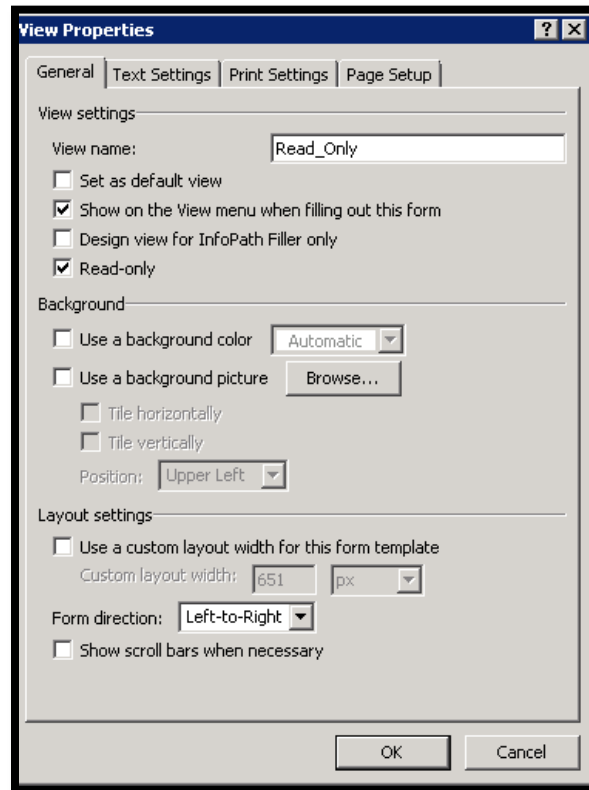 View Properties ? X
General Text Settings Print Settings Page Setup
View settings
View name: Read_Only
Set as default view
Show on the View menu when filling out this form
Design view for InfoPath Filler only
Read-only
Background
Use a background color Automatic
Use a background picture Browse...
Tile horizontally
Tile vertically
Position: Upper Left
Layout settings
Use a custom layout width for this form template
Custom layout width: 651 px
Form direction: Left-to-Right
Show scroll bars when necessary
OK Cancel